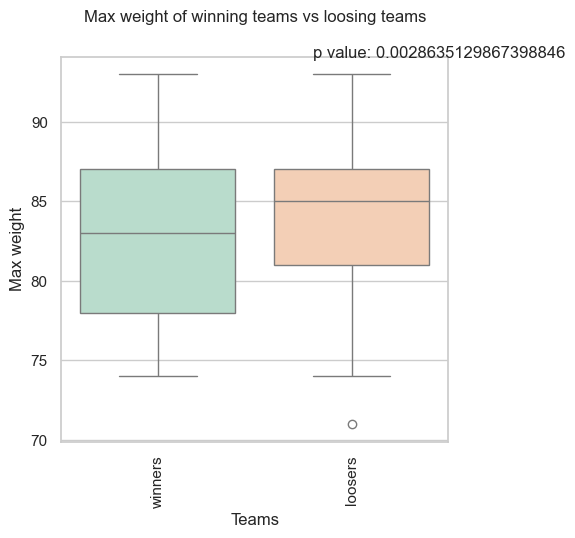 Max weight of winning teams vs loosing teams
p value: 0.0028635129867398846
90
85
80
75
70
Max weight
winners
loosers
Teams